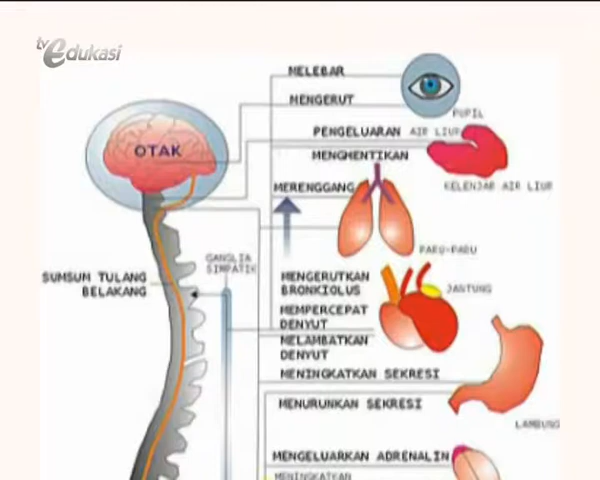 tv edukasi
MELEBAR
MENGERUT
PUPIL
PENGELUARAN AIR LIUR
MENGHENTIKAN
KELENJAR AIR LIUR
OTAK
MERENGGANG
PARU-PARU
GANGLIA
SIMPATIK
SUMSUM TULANG
BELAKANG
MENGERUTKAN
BRONKIOLUS
JANTUNG
MEMPERCEPAT
DENYUT
MELAMBATKAN
DENYUT
MENINGKATKAN SEKRESI
MENURUNKAN SEKRESI
LAMBUNG
MENGELUARKAN ADRENALIN
MENINGKATKAN